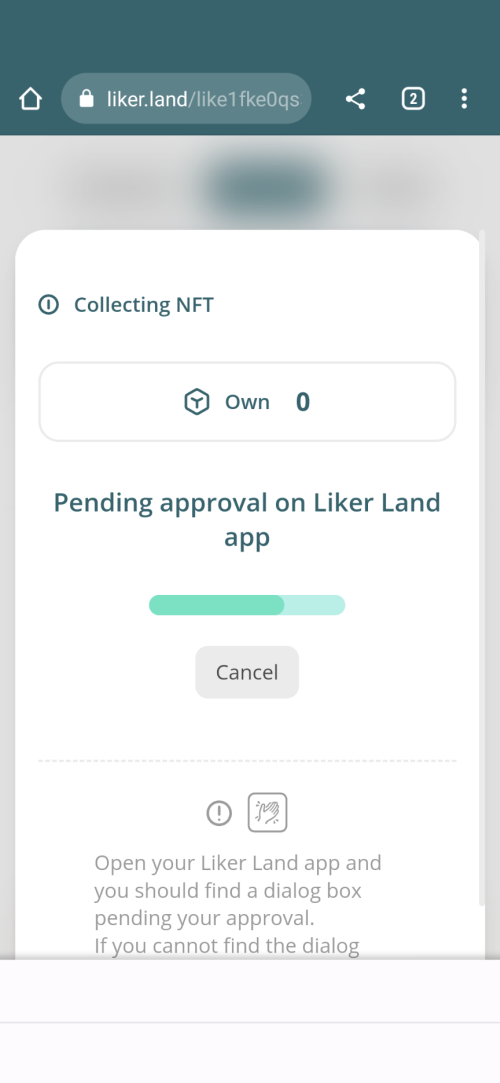 liker.land/like1fke0qs
2
Collecting NFT
Own 0
Pending approval on Liker Land
app
Cancel
Open your Liker Land app and
you should find a dialog box
pending your approval.
If you cannot find the dialog